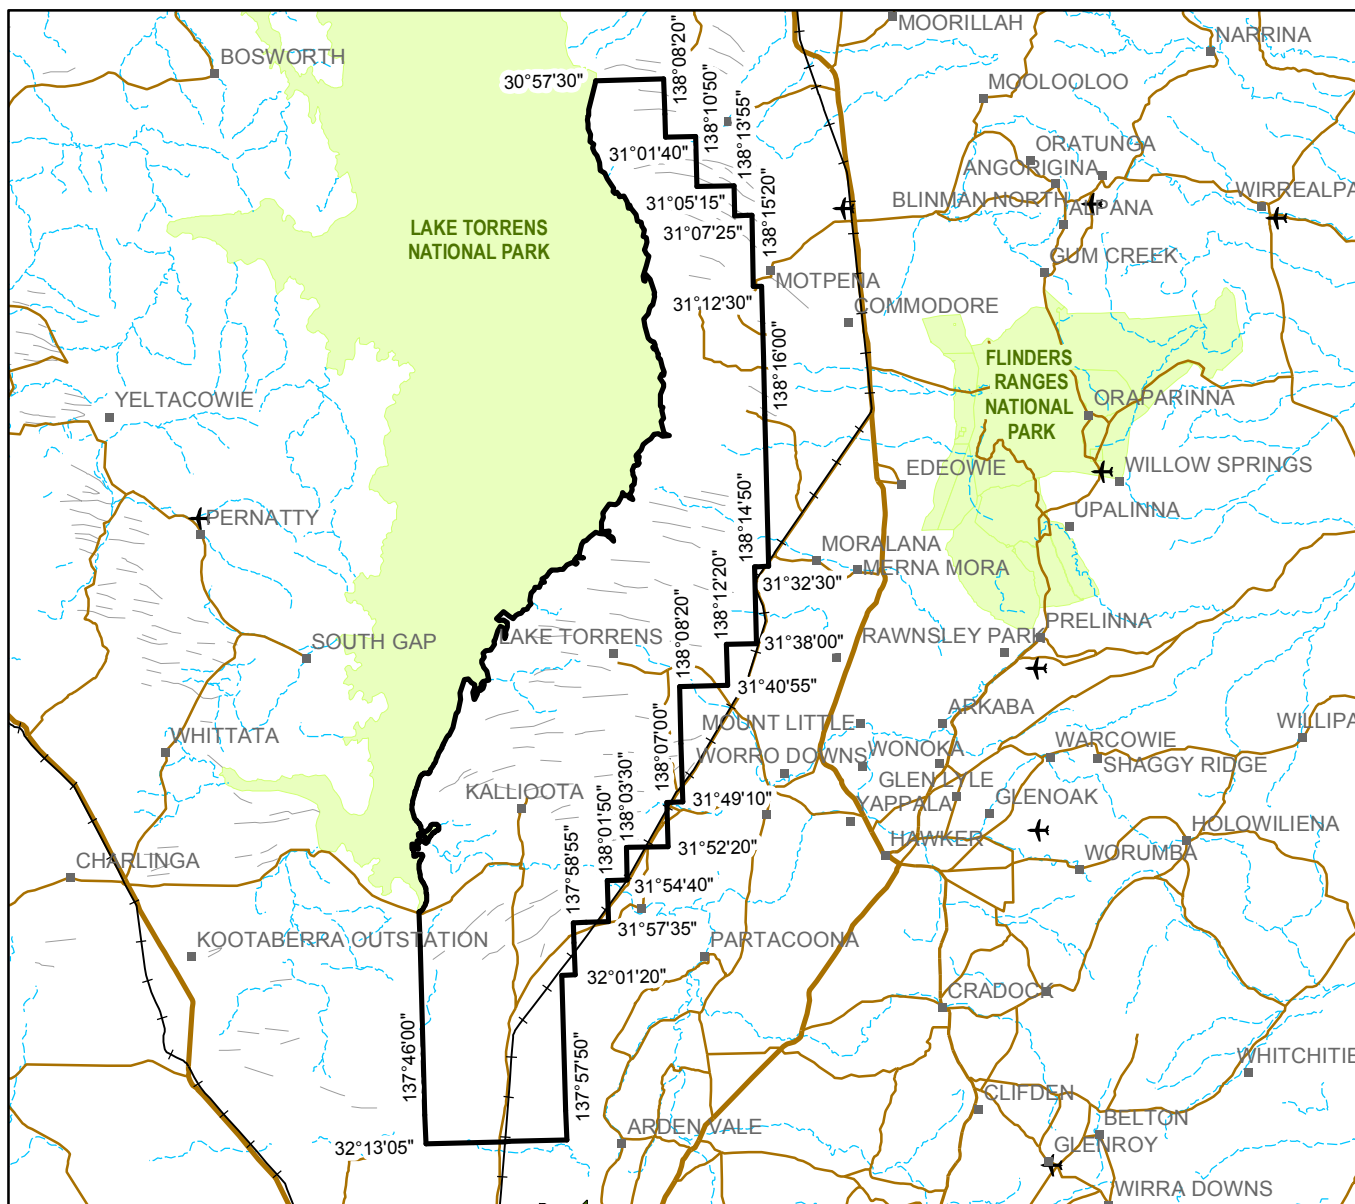 MOORILLAH
NARRINA
BOSWORTH
138°08'20"
30°57'30"
MOOLOOLOO
138°10'50"
138°13'55"
ORATUNGA
31°01'40"
ANGORIGINA
WIRREALPA
BLINMAN NORTH
31°05'15"
ALPANA
138°15'20"
LAKE TORRENS
NATIONAL PARK
31°07'25"
GUM CREEK
MOTPENA
31°12'30"
COMMODORE
138°16'00"
FLINDERS
RANGES
NATIONAL
PARK
YELTACOWIE
ORAPARINNA
EDEOWIE
WILLOW SPRINGS
PERNATTY
138°14'50"
UPALINNA
MORALANA
MERNA MORA
31°32'30"
138°12'20"
138°08'20"
SOUTH GAP
LAKE TORRENS
31°38'00"
RAWNSLEY PARK
PRELINNA
31°40'55"
138°07'00"
MOUNT LITTLE
ARKABA
WILLIPA
WHITTATA
WORRO DOWNS
WONOKA
WARCOWIE
SHAGGY RIDGE
GLEN LYLE
KALLIOOTA
138°03'30"
31°49'10"
YAPPALA
GLENOAK
138°01'50"
HAWKER
HOLOWILIENA
31°52'20"
CHARLINGA
WORUMBA
137°58'55"
31°54'40"
31°57'35"
KOOTABERRA OUTSTATION
PARTACOONA
32°01'20"
CRADOCK
137°46'00"
137°57'50"
WHITCHITIE
CLIFDEN
BELTON
32°13'05"
ARDEN VALE
GLENROY
WIRRA DOWNS